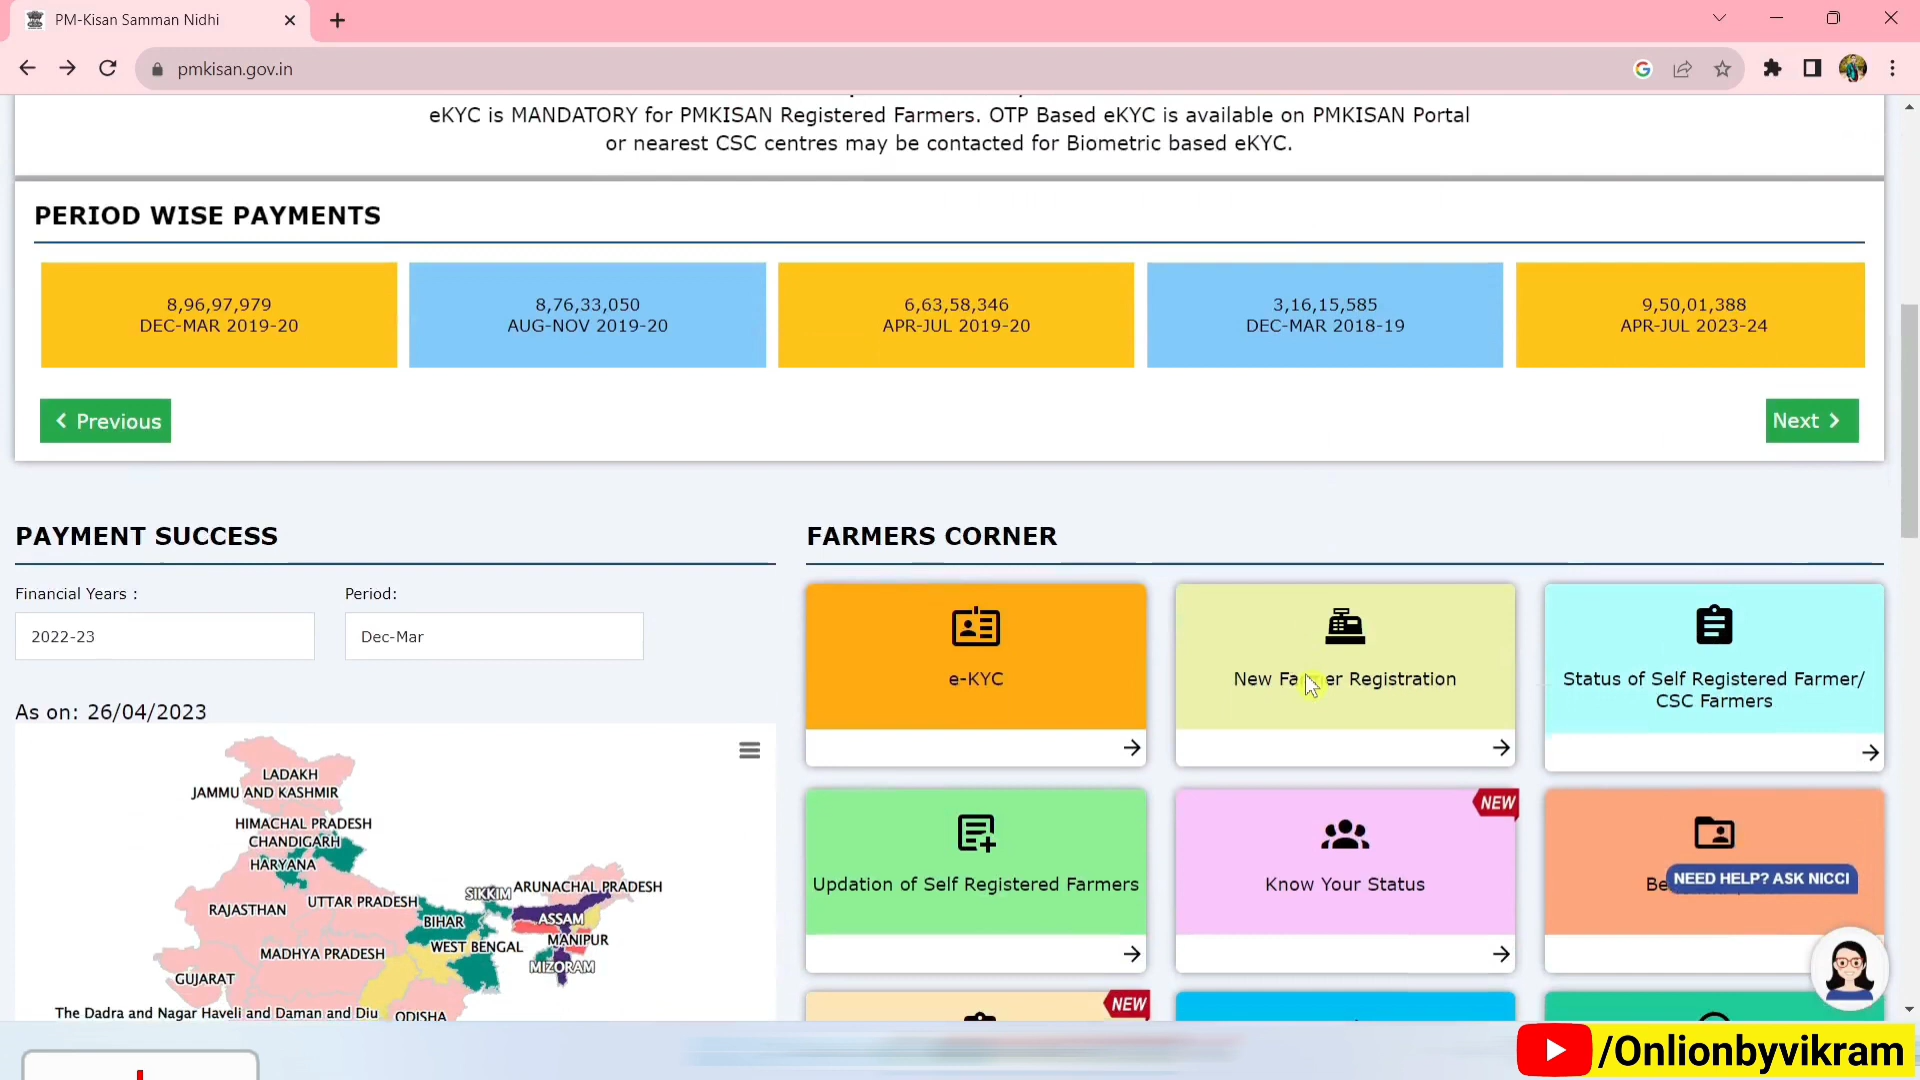 PM-Kisan Samman Nidhi
pmkisan.gov.in
eKYC is MANDATORY for PMKISAN Registered Farmers. OTP Based eKYC is available on PMKISAN Portal
or nearest CSC centres may be contacted for Biometric based eKYC.
PERIOD WISE PAYMENTS
8,96,97,979
DEC-MAR 2019-20
8,76,33,050
AUG-NOV 2019-20
6,63,58,346
APR-JUL 2019-20
3,16,15,585
DEC-MAR 2018-19
9,50,01,388
APR-JUL 2023-24
Previous
Next
PAYMENT SUCCESS
Financial Years :
Period:
2022-23
Dec-Mar
As on: 26/04/2023
LADAKH
JAMMU AND KASHMIR
HIMACHAL PRADESH
CHANDIGARH
HARYANA
RAJASTHAN
UTTAR PRADESH
SIKKIM
ARUNACHAL PRADESH
BIHAR
ASSAM
WEST BENGAL
MANIPUR
MADHYA PRADESH
MIZORAM
GUJARAT
The Dadra and Nagar Haveli and Daman and Diu
ODISHA
FARMERS CORNER
e-KYC
New Farmer Registration
Status of Self Registered Farmer/
CSC Farmers
Updation of Self Registered Farmers
NEW
Know Your Status
NEED HELP? ASK NICCI
NEW
/Onlionbyvikram